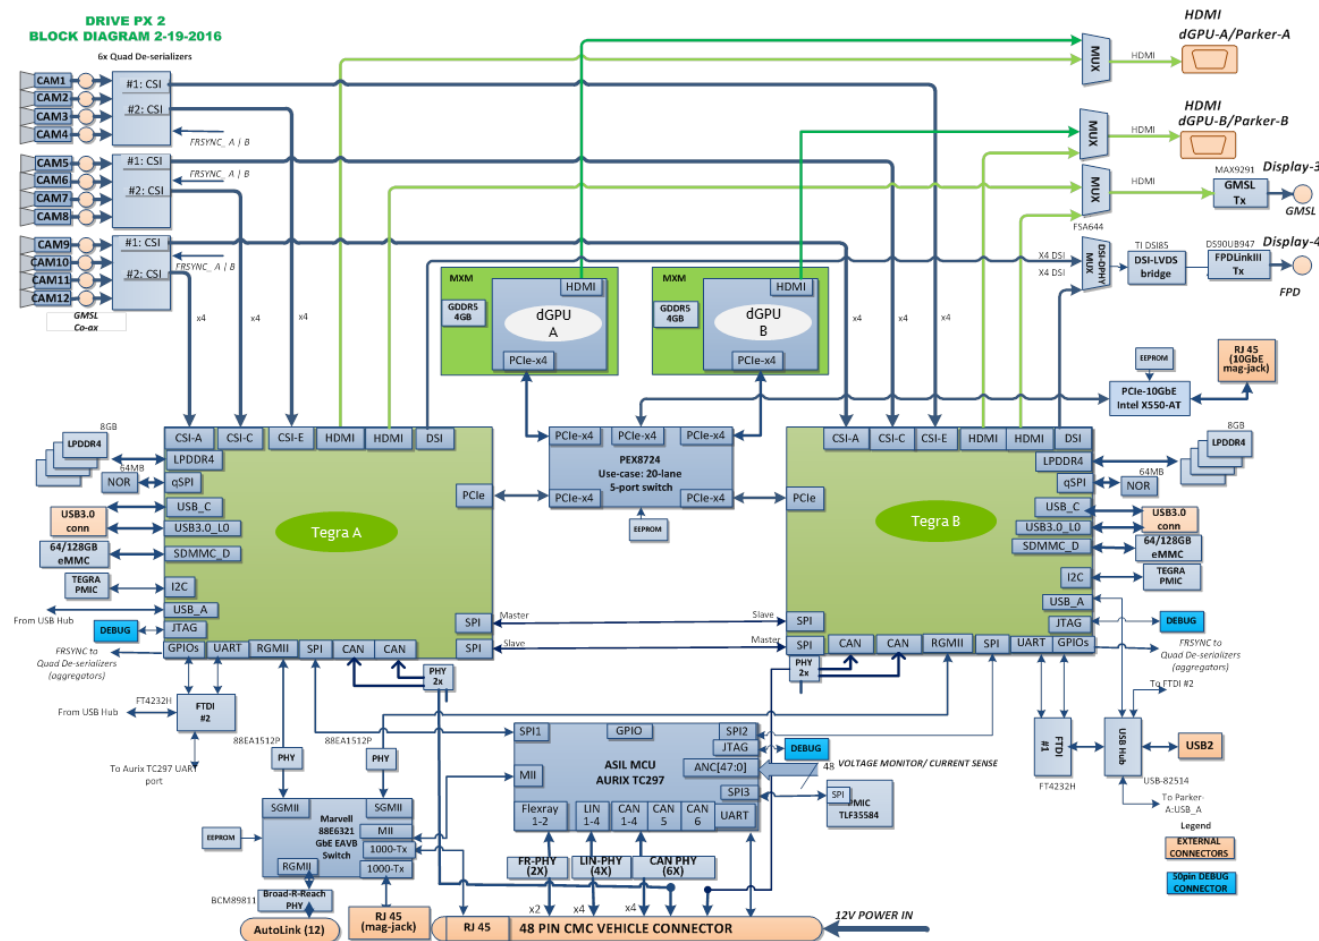 DRIVE PX 2
BLOCK DIAGRAM 2-19-2016
6x Quad De-serializers
CAM1
CAM2
CAM3
CAM4
#1: CSI
#2: CSI
FRSYNC_ A | B
CAM5
CAM6
CAM7
CAM8
#1: CSI
#2: CSI
FRSYNC_ A | B
CAM9
CAM10
CAM11
CAM12
#1: CSI
#2: CSI
FRSYNC_ A | B
GMSL
Co-ax
x4
x4
x4
HDMI
dGPU-A/Parker-A
MUX
HDMI
HDMI
dGPU-B/Parker-B
MUX
HDMI
MUX
HDMI
FSA644
MAX9291
GMSL
Tx
Display-3
GMSL
X4 DSI
X4 DSI
DSI-DPHY
MUX
TI DSI85
DSI-LVDS
bridge
DS90UB947
FPDLinkIII
Tx
Display-4
FPD
MXM
HDMI
GDDR5
4GB
dGPU
A
PCIe-x4
MXM
HDMI
GDDR5
4GB
dGPU
B
PCIe-x4
x4
x4
x4
EEPROM
PCIe-10GbE
Intel X550-AT
RJ 45
(10GbE
mag-jack)
PCIe-x4
PCIe-x4
PCIe-x4
PEX8724
Use-case: 20-lane
5-port switch
PCIe-x4
PCIe-x4
EEPROM
CSI-A
CSI-C
CSI-E
HDMI
HDMI
DSI
LPDDR4
qSPI
USB_C
USB3.0_L0
SDMMC_D
I2C
USB_A
JTAG
GPIOs
UART
RGMII
SPI
CAN
CAN
SPI
SPI
PCIe
Tegra A
8GB
LPDDR4
64MB
NOR
USB3.0
conn
64/128GB
eMMC
TEGRA
PMIC
From USB Hub
DEBUG
FRSYNC to
Quad De-serializers
(aggregators)
Master
Slave
Slave
Master
CSI-A
CSI-C
CSI-E
HDMI
HDMI
DSI
LPDDR4
qSPI
USB_C
USB3.0_L0
SDMMC_D
I2C
USB_A
JTAG
PCIe
Tegra B
SPI
SPI
CAN
CAN
RGMII
SPI
UART
GPIOs
8GB
LPDDR4
64MB
NOR
USB3.0
conn
64/128GB
eMMC
TEGRA
PMIC
DEBUG
FRSYNC to
Quad De-serializers
(aggregators)
PHY
2x
PHY
2x
FT4232H
FTDI
#2
From USB Hub
To Aurix TC297 UART
port
88EA1512P
PHY
88EA1512P
PHY
SPI1
GPIO
SPI2
JTAG
ANC[47:0]
SPI3
MII
ASIL MCU
AURIX TC297
Flexray
1-2
LIN
1-4
CAN
1-4
CAN
5
CAN
6
UART
DEBUG
48
VOLTAGE MONITOR/ CURRENT SENSE
SPI
PMIC
TLF35584
FTDI
#1
FT4232H
USB Hub
USB-82514
To FTDI #2
USB2
To Parker-
A:USB_A
SGMII
SGMII
Marvell
88E6321
GbE EAVB
Switch
MII
1000-Tx
1000-Tx
RGMII
EEPROM
BCM89811
Broad-R-Reach
PHY
AutoLink (12)
RJ 45
(mag-jack)
FR-PHY
(2X)
LIN-PHY
(4X)
CAN PHY
(6X)
x2
x4
x4
RJ 45
48 PIN CMC VEHICLE CONNECTOR
12V POWER IN
Legend
EXTERNAL
CONNECTORS
50pin DEBUG
CONNECTOR